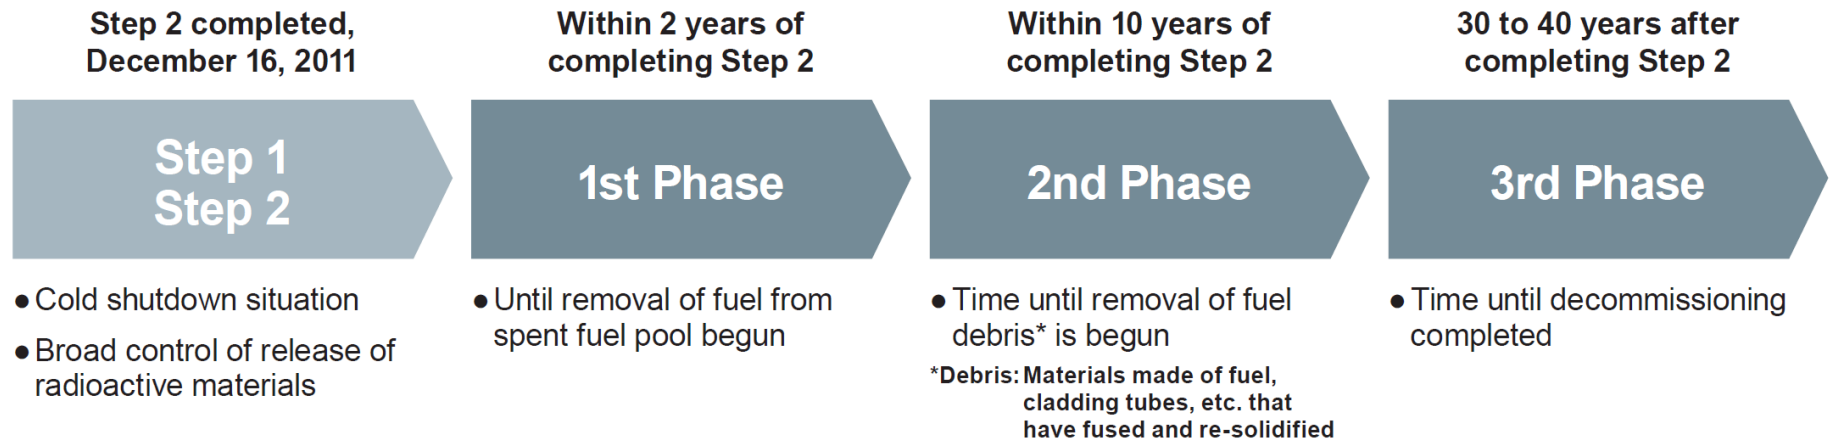 Step 2 completed,
December 16, 2011
Step 1
Step 2
● Cold shutdown situation
● Broad control of release of
radioactive materials
Within 2 years of
completing Step 2
1st Phase
● Until removal of fuel from
spent fuel pool begun
Within 10 years of
completing Step 2
2nd Phase
● Time until removal of fuel
debris* is begun
*Debris: Materials made of fuel,
cladding tubes, etc. that
have fused and re-solidified
30 to 40 years after
completing Step 2
3rd Phase
● Time until decommissioning
completed